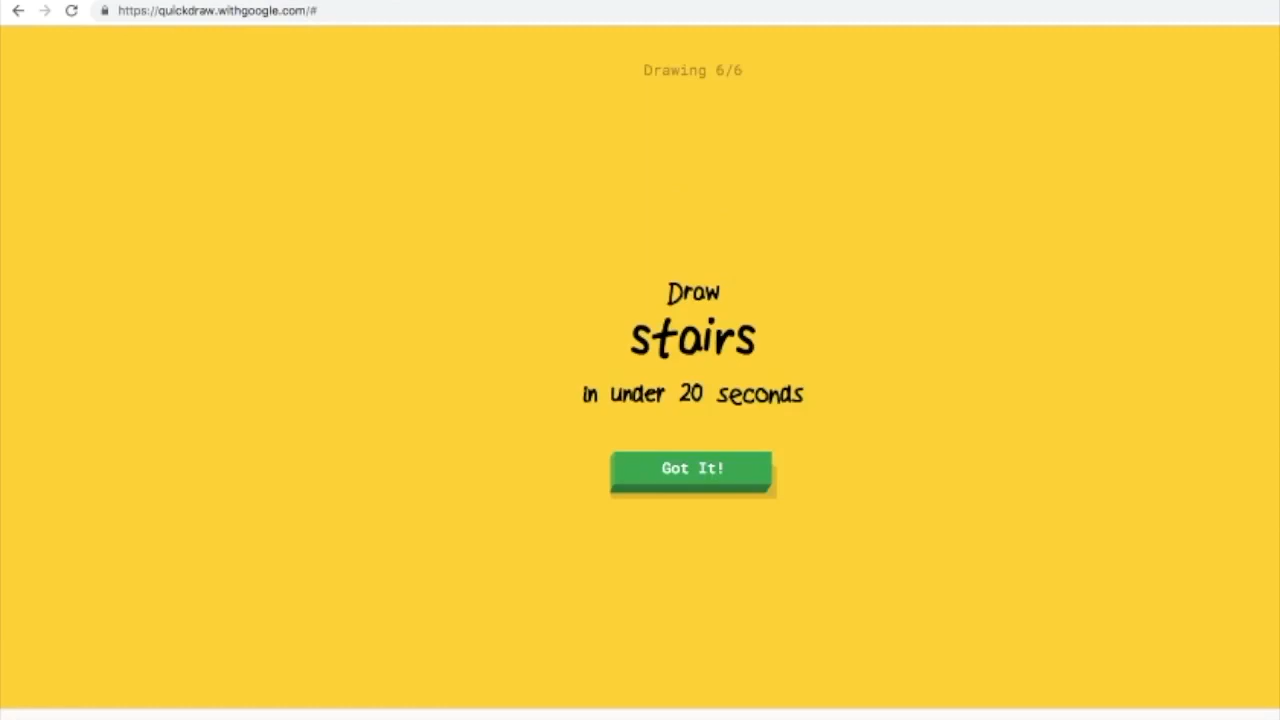 https://quickdraw.withgoogle.com/#
Drawing 6/6
Draw
stairs
in under 20 seconds
Got It!